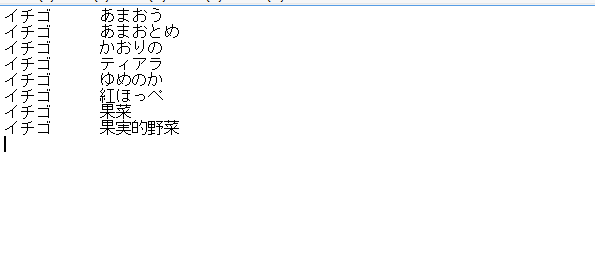 イチゴ	あまおう
イチゴ	あまおとめ
イチゴ	かおりの
イチゴ	ティアラ
イチゴ	ゆめのか
イチゴ	紅ほっぺ
イチゴ	果菜
イチゴ	果実的野菜